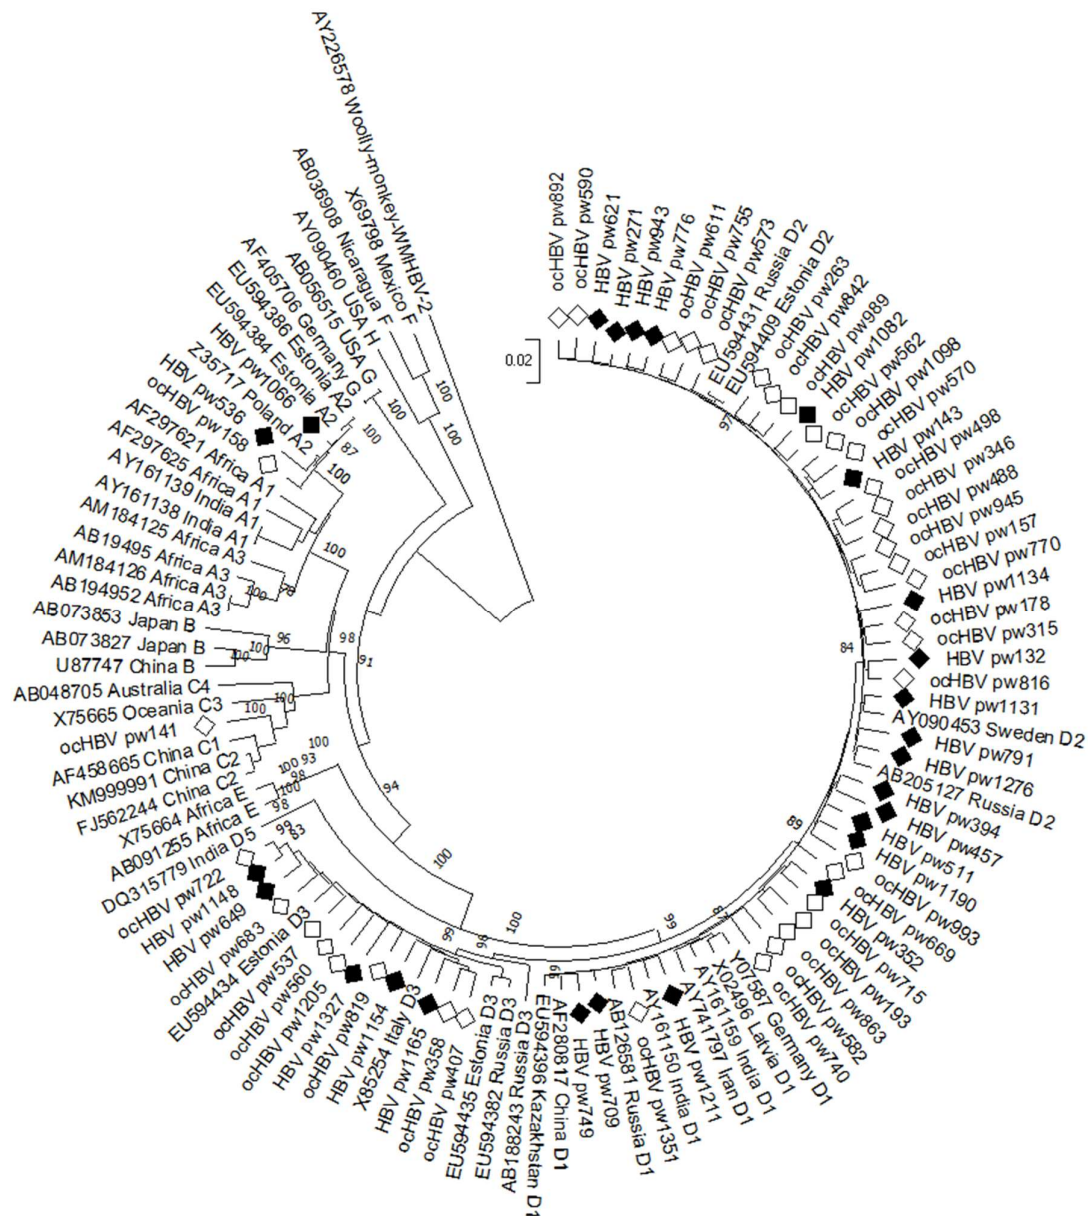 AY226578 Woolly-monkey-WMHBV-2
ocHBV pw892
ocHBV pw590
HBV pw621
HBV pw271
HBV pw943
HBV pw776
ocHBV pw611
ocHBV pw755
ocHBV pw573
EU594431 Russia D2
EU594409 Estonia D2
ocHBV pw263
ocHBV pw842
ocHBV pw989
HBV pw1082
ocHBV pw562
ocHBV pw1098
ocHBV pw570
HBV pw143
ocHBV pw498
ocHBV pw346
ocHBV pw488
ocHBV pw945
ocHBV pw157
ocHBV pw770
HBV pw1134
ocHBV pw178
ocHBV pw315
HBV pw132
ocHBV pw816
HBV pw1131
AY090453 Sweden D2
HBV pw791
HBV pw1276
AB205127 Russia D2
HBV pw394
HBV pw457
HBV pw511
HBV pw1190
ocHBV pw993
ocHBV pw669
HBV pw352
ocHBV pw715
ocHBV pw193
ocHBV pw863
ocHBV pw582
ocHBV pw740
Y07587 Germany D1
X02496 Latvia D1
AY161159 India D1
AY741797 Iran D1
HBV pw1211
AY161150 India D1
ocHBV pw1351
AB126581 Russia D1
HBV pw709
HBV pw749
AF280817 China D1
EU594396 Kazakhstan D1
AB188243 Russia D3
EU594382 Russia D3
EU594435 Estonia D3
ocHBV pw407
ocHBV pw358
HBV pw1165
X85254 Italy D3
HBV pw1154
ocHBV pw819
HBV pw1327
ocHBV pw1205
ocHBV pw560
ocHBV pw537
EU594434 Estonia D3
ocHBV pw683
HBV pw649
HBV pw1148
ocHBV pw722
DQ315779 India D5
AB091255 Africa E
X75664 Africa E
FJ562244 China C2
KM999991 China C2
AF458665 China C1
ocHBV pw141
X75665 Oceania C3
AB048705 Australia C4
U87747 China B
AB073827 Japan B
AB073853 Japan B
AB194952 Africa A3
AM184126 Africa A3
AB19495 Africa A3
AM184125 Africa A3
AY161138 India A1
AY161139 India A1
AF297625 Africa A1
AF297621 Africa A1
ocHBV pw158
HBV pw536
Z35717 Poland A2
HBV pw1066
EU594384 Estonia A2
EU594386 Estonia A2
AF405706 Germany G
AB056515 USA G
AY090460 USA H
AB036908 Nicaragua F
X69798 Mexico F
0.02
100
100
100
100
87
100
100
98
100
96
100
100
98
91
100
100
100
93
98
100
100
98
99
83
94
100
99
96
100
99
99
87
89
84
97